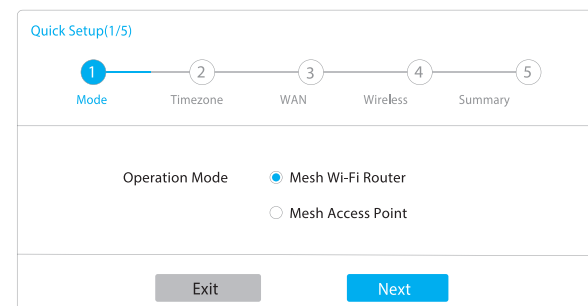 Quick Setup(1/5)
1 2 3 4 5
Mode Timezone WAN Wireless Summary
Operation Mode Mesh Wi-Fi Router
Mesh Access Point
Exit Next